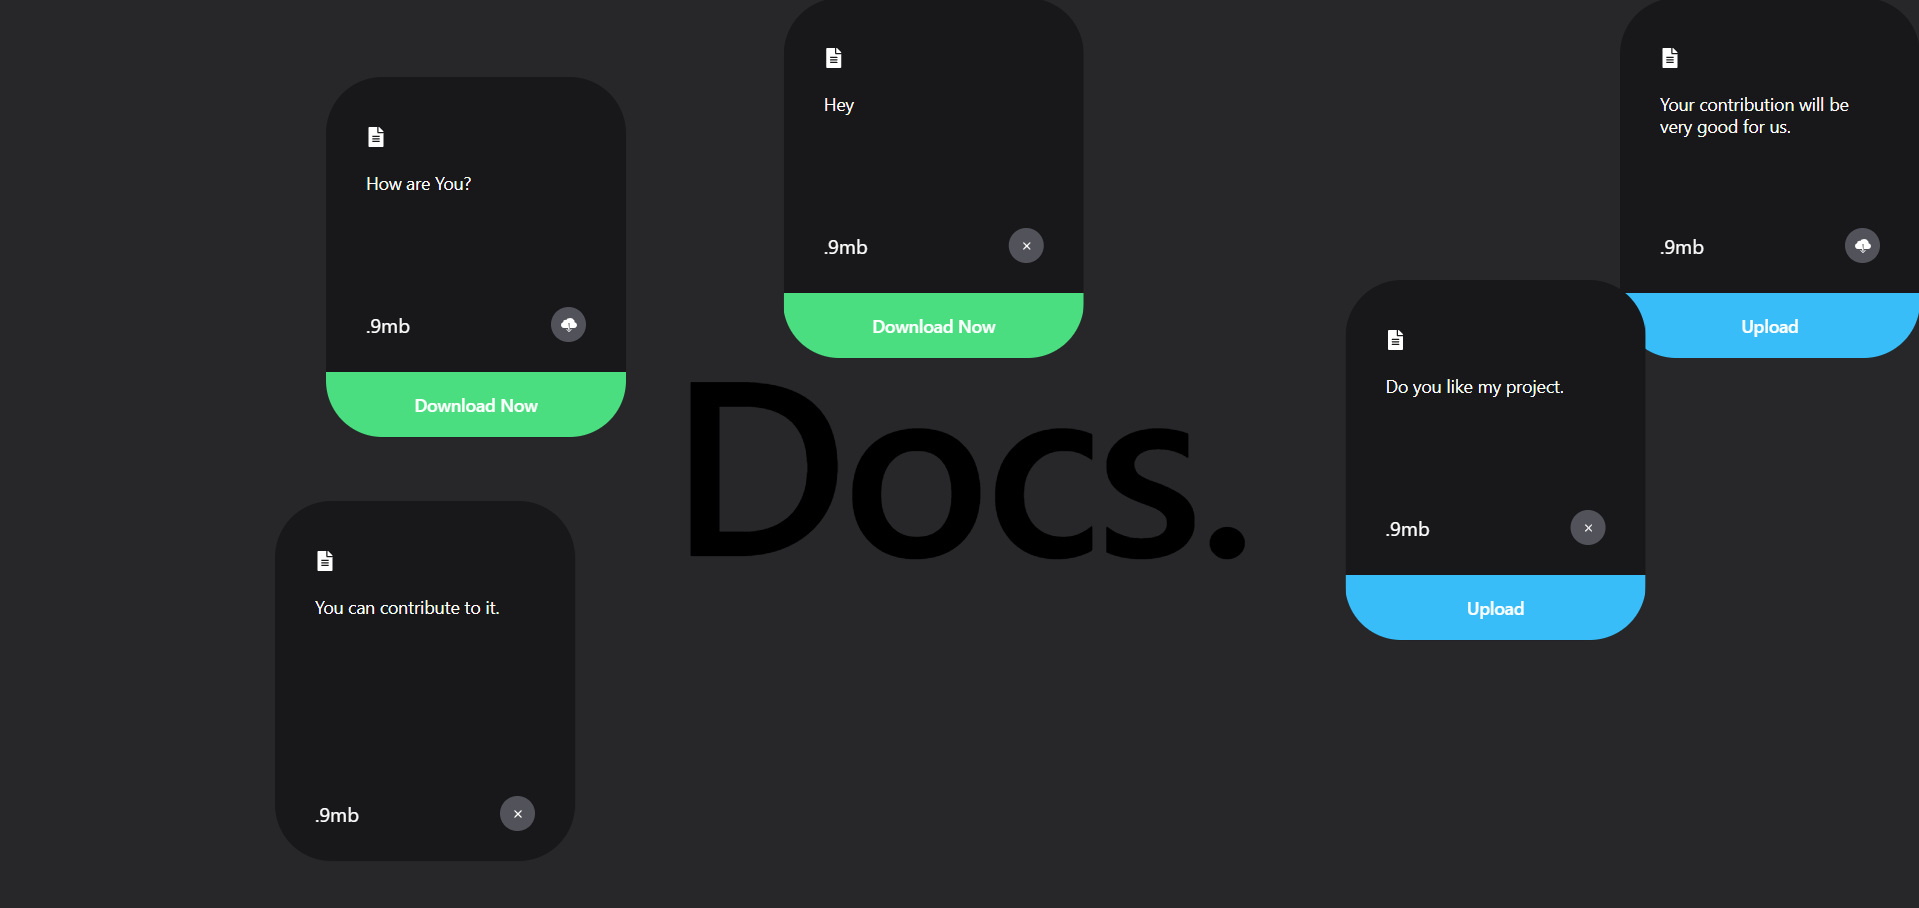 Hey
.9mb
Download Now
Your contribution will be
very good for us.
.9mb
Upload
How are You?
.9mb
Download Now
Do you like my project.
.9mb
Upload
Docs.
You can contribute to it.
.9mb